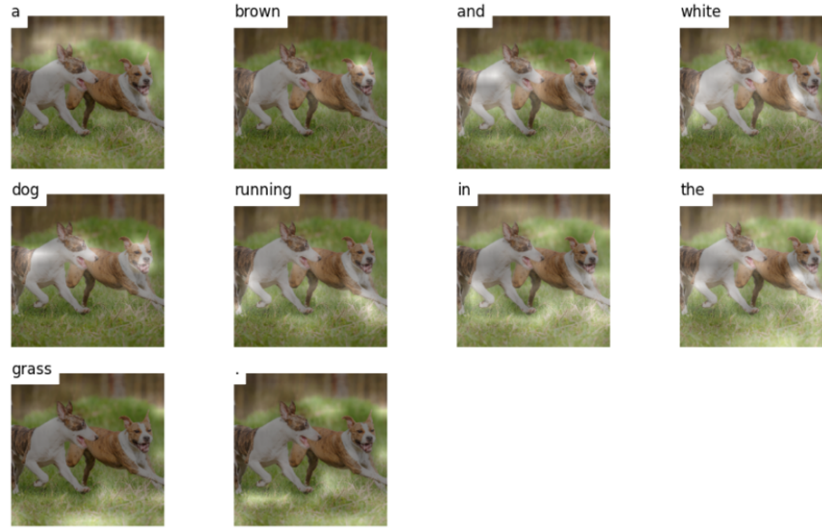 a brown and white
dog running in the
grass .